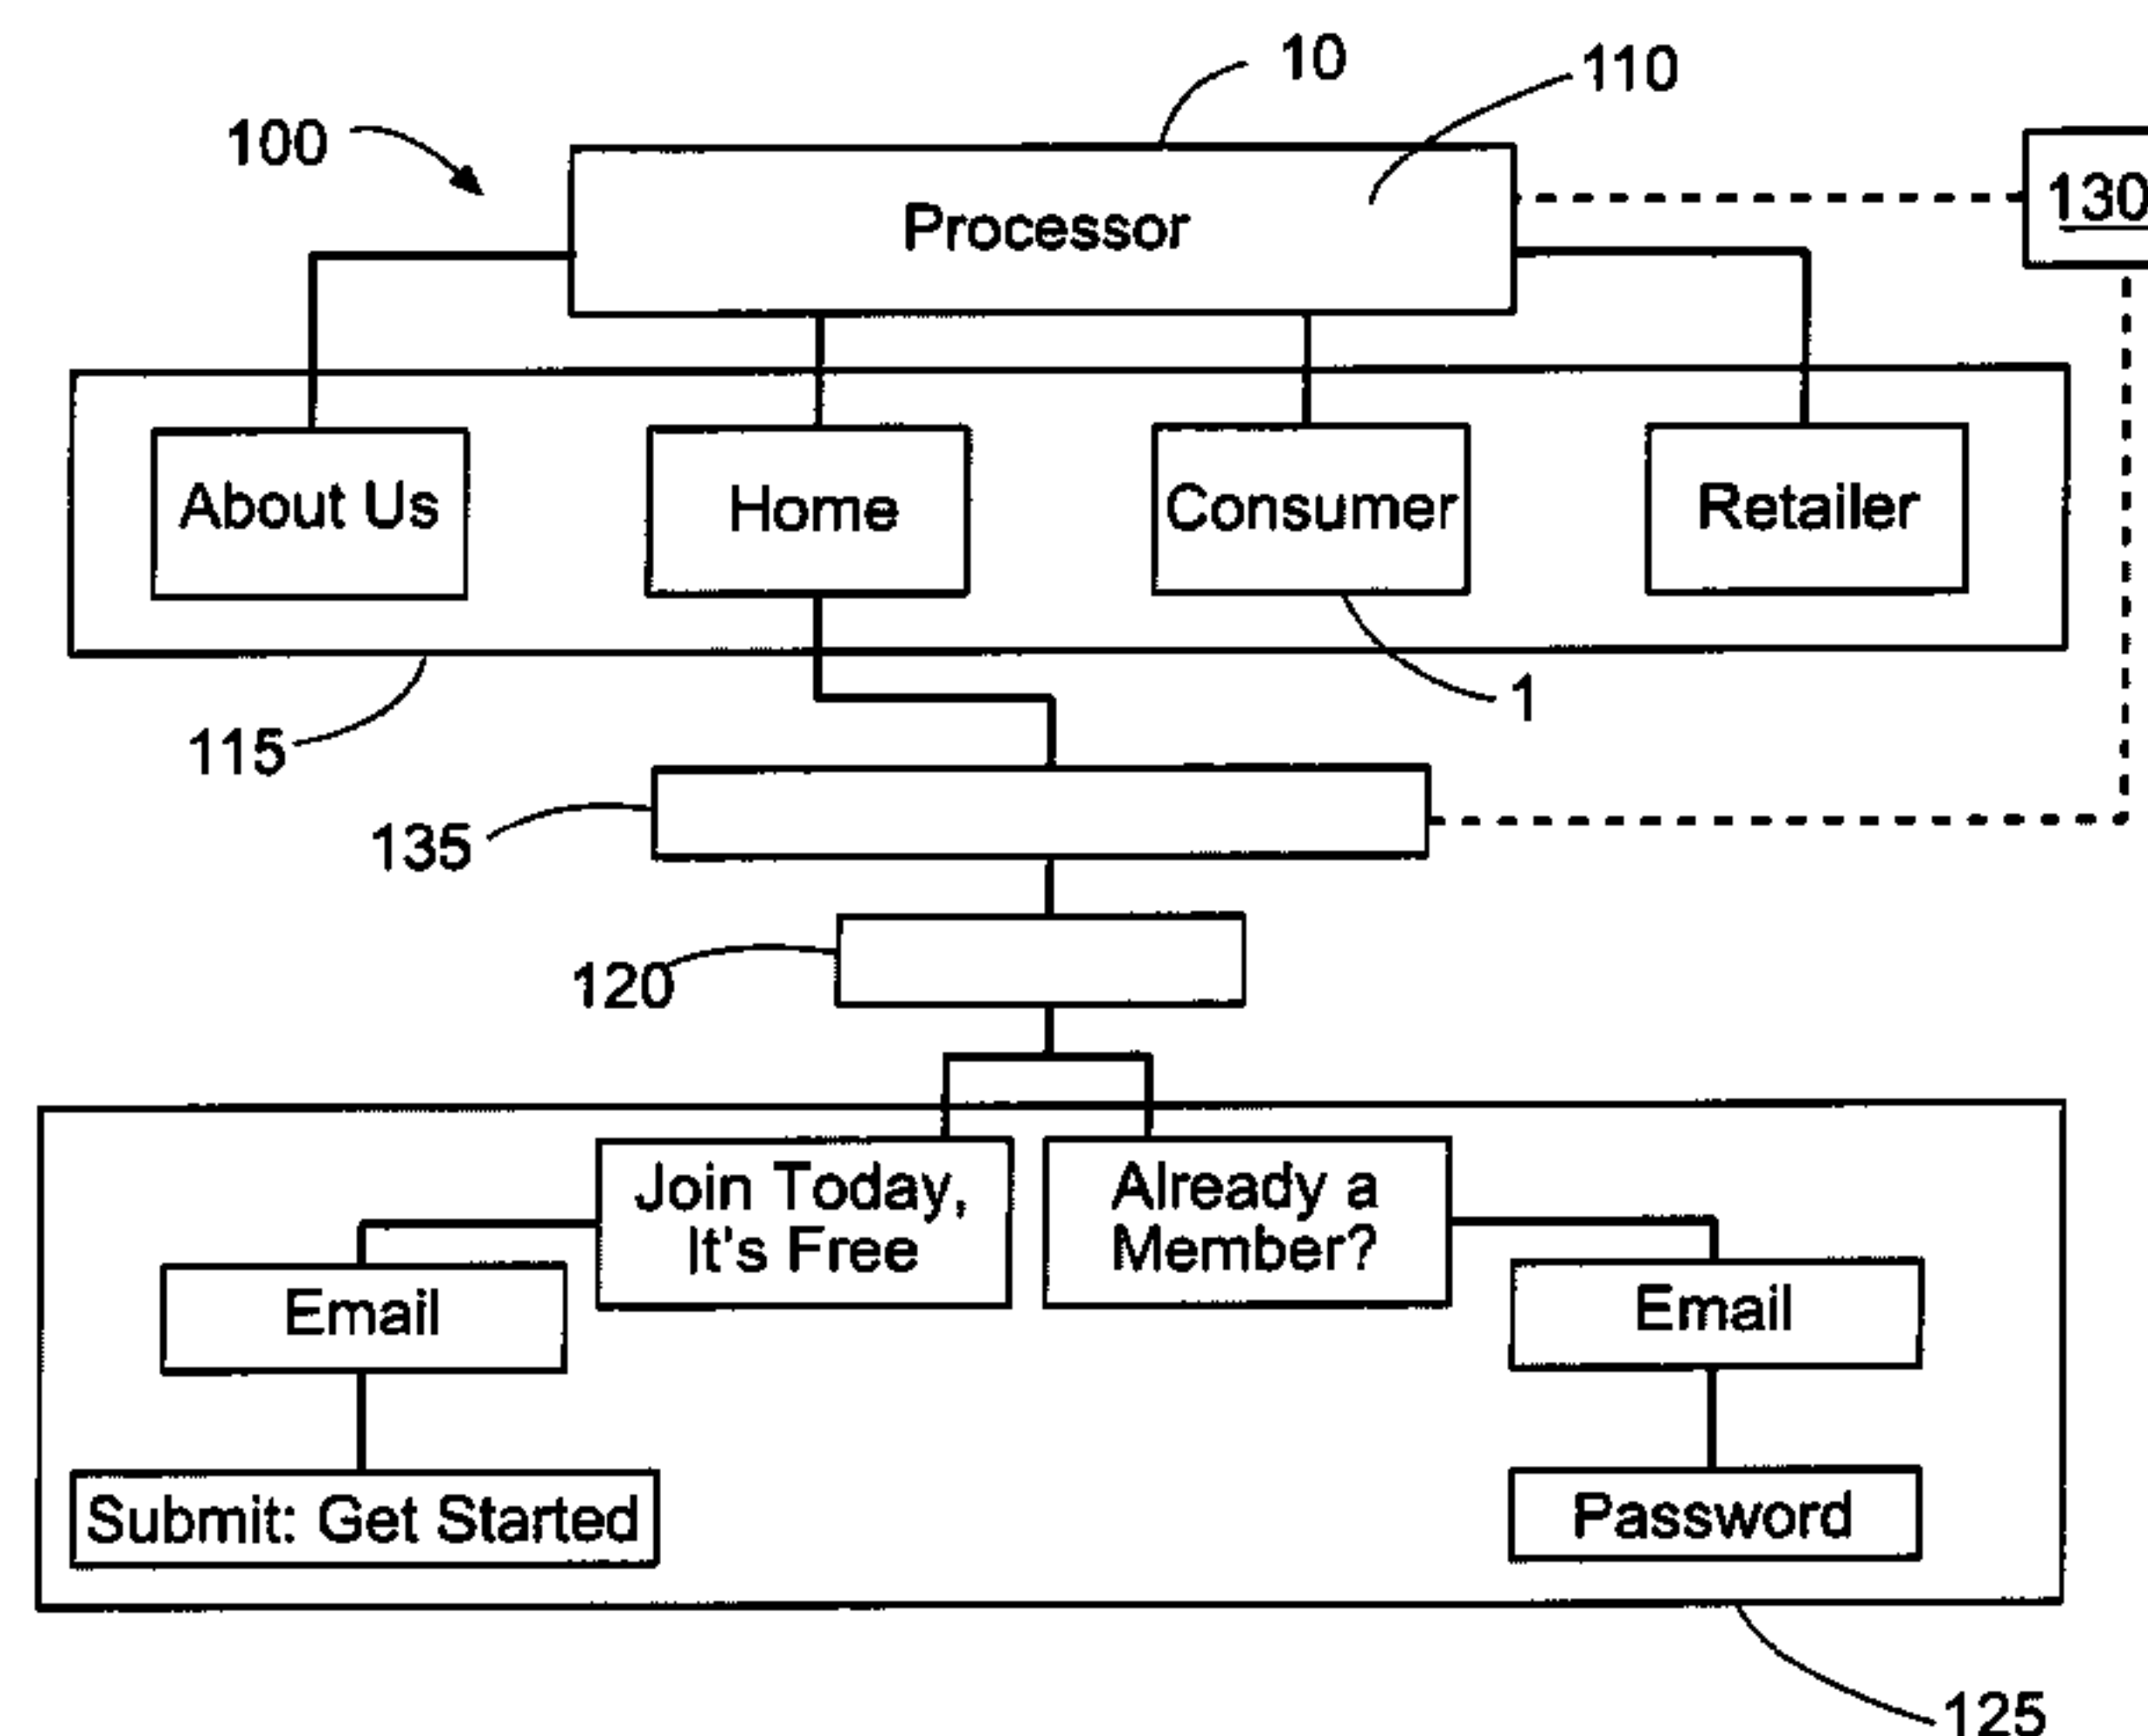 10
110
100
130
Processor
About Us
Home
Consumer
Retailer
1
115
135
120
Join Today,
It's Free
Already a
Member?
Email
Email
Submit: Get Started
Password
125